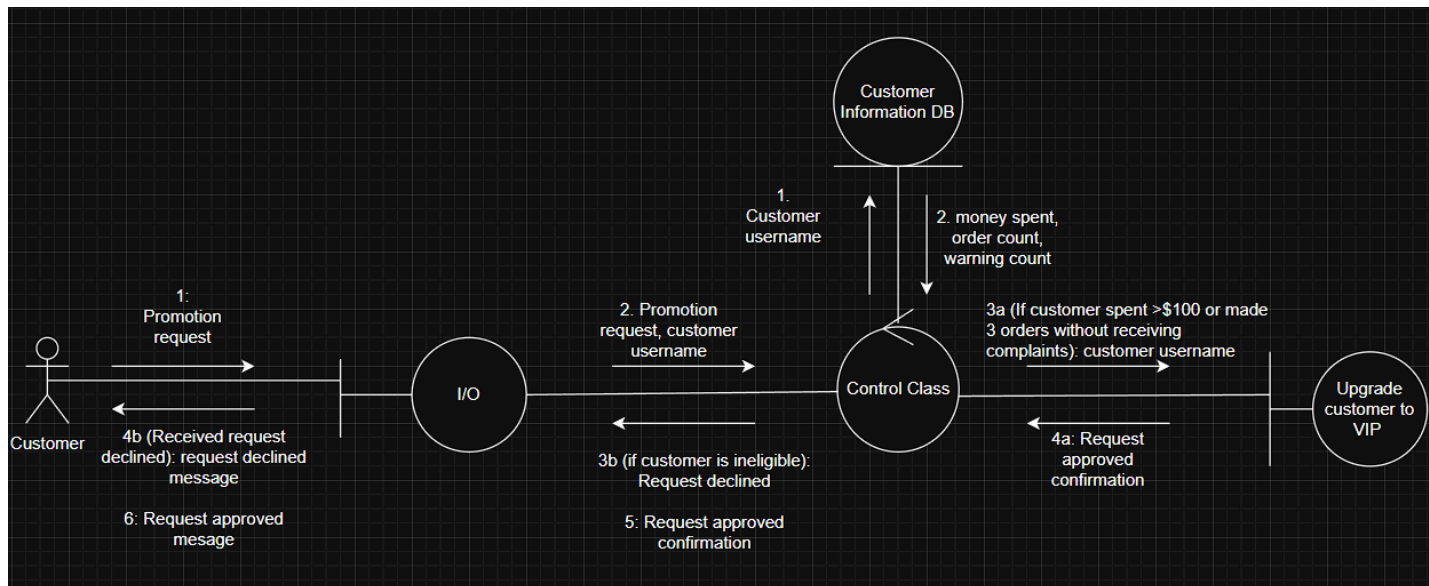 Customer
Information DB
1.
Customer
username
2. money spent,
order count,
warning count
1:
Promotion
request
2. Promotion
request, customer
username
3a (If customer spent >$100 or made
3 orders without receiving
complaints): customer username
Customer
I/O
Control Class
Upgrade
customer to
VIP
4b (Received request
declined): request declined
message
6: Request approved
mesage
3b (if customer is ineligible):
Request declined
5: Request approved
confirmation
4a: Request
approved
confirmation